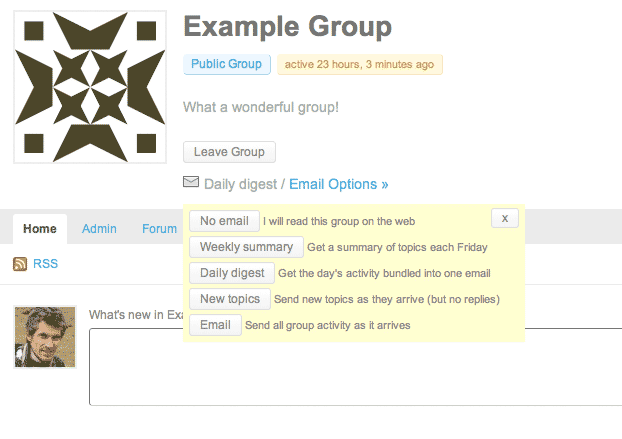 Example Group
Public Group active 23 hours, 3 minutes ago
What a wonderful group!
Leave Group
Daily digest / Email Options »
No email I will read this group on the web x
Weekly summary Get a summary of topics each Friday
Daily digest Get the day's activity bundled into one email
New topics Send new topics as they arrive (but no replies)
Email Send all group activity as it arrives
Home Admin Forum
RSS
What's new in Exa